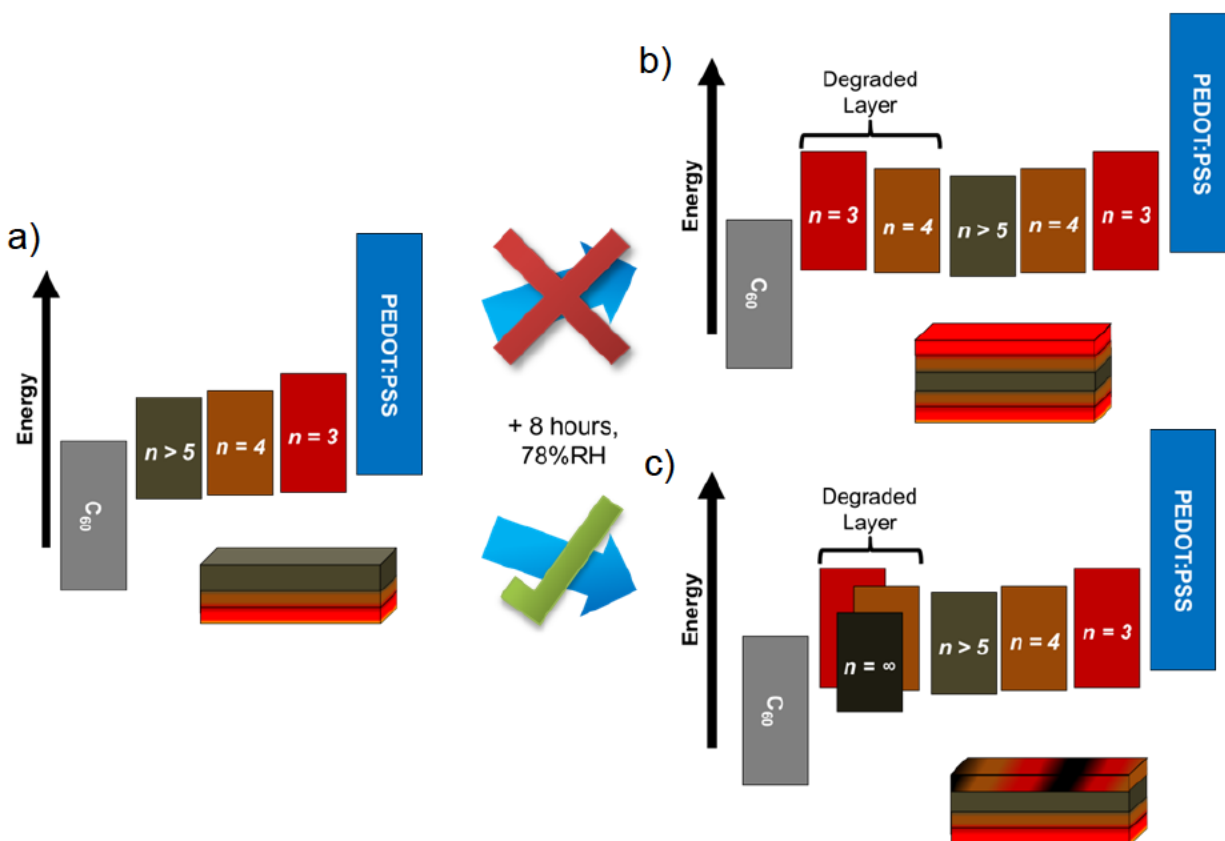 a)
Energy
C60
n > 5
n = 4
n = 3
PEDOT:PSS
+ 8 hours,
78%RH
b)
Energy
Degraded
Layer
C60
n = 3
n = 4
n > 5
n = 4
n = 3
PEDOT:PSS
c)
Energy
Degraded
Layer
C60
n = ∞
n > 5
n = 4
n = 3
PEDOT:PSS